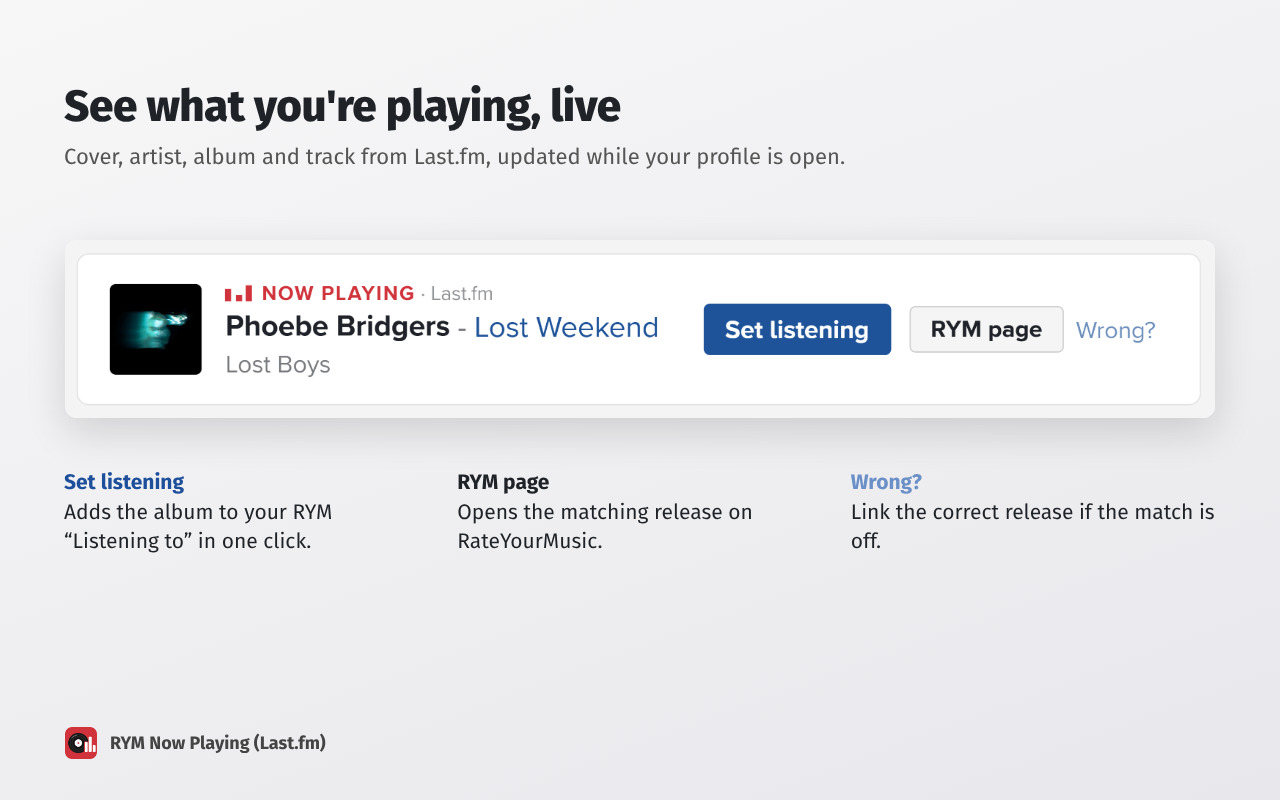 See what you're playing, live
Cover, artist, album and track from Last.fm, updated while your profile is open.
NOW PLAYING · Last.fm
Phoebe Bridgers - Lost Weekend
Lost Boys
Set listening
RYM page
Wrong?
Set listening
Adds the album to your RYM
“Listening to” in one click.
RYM page
Opens the matching release on
RateYourMusic.
Wrong?
Link the correct release if the match is
off.
RYM Now Playing (Last.fm)